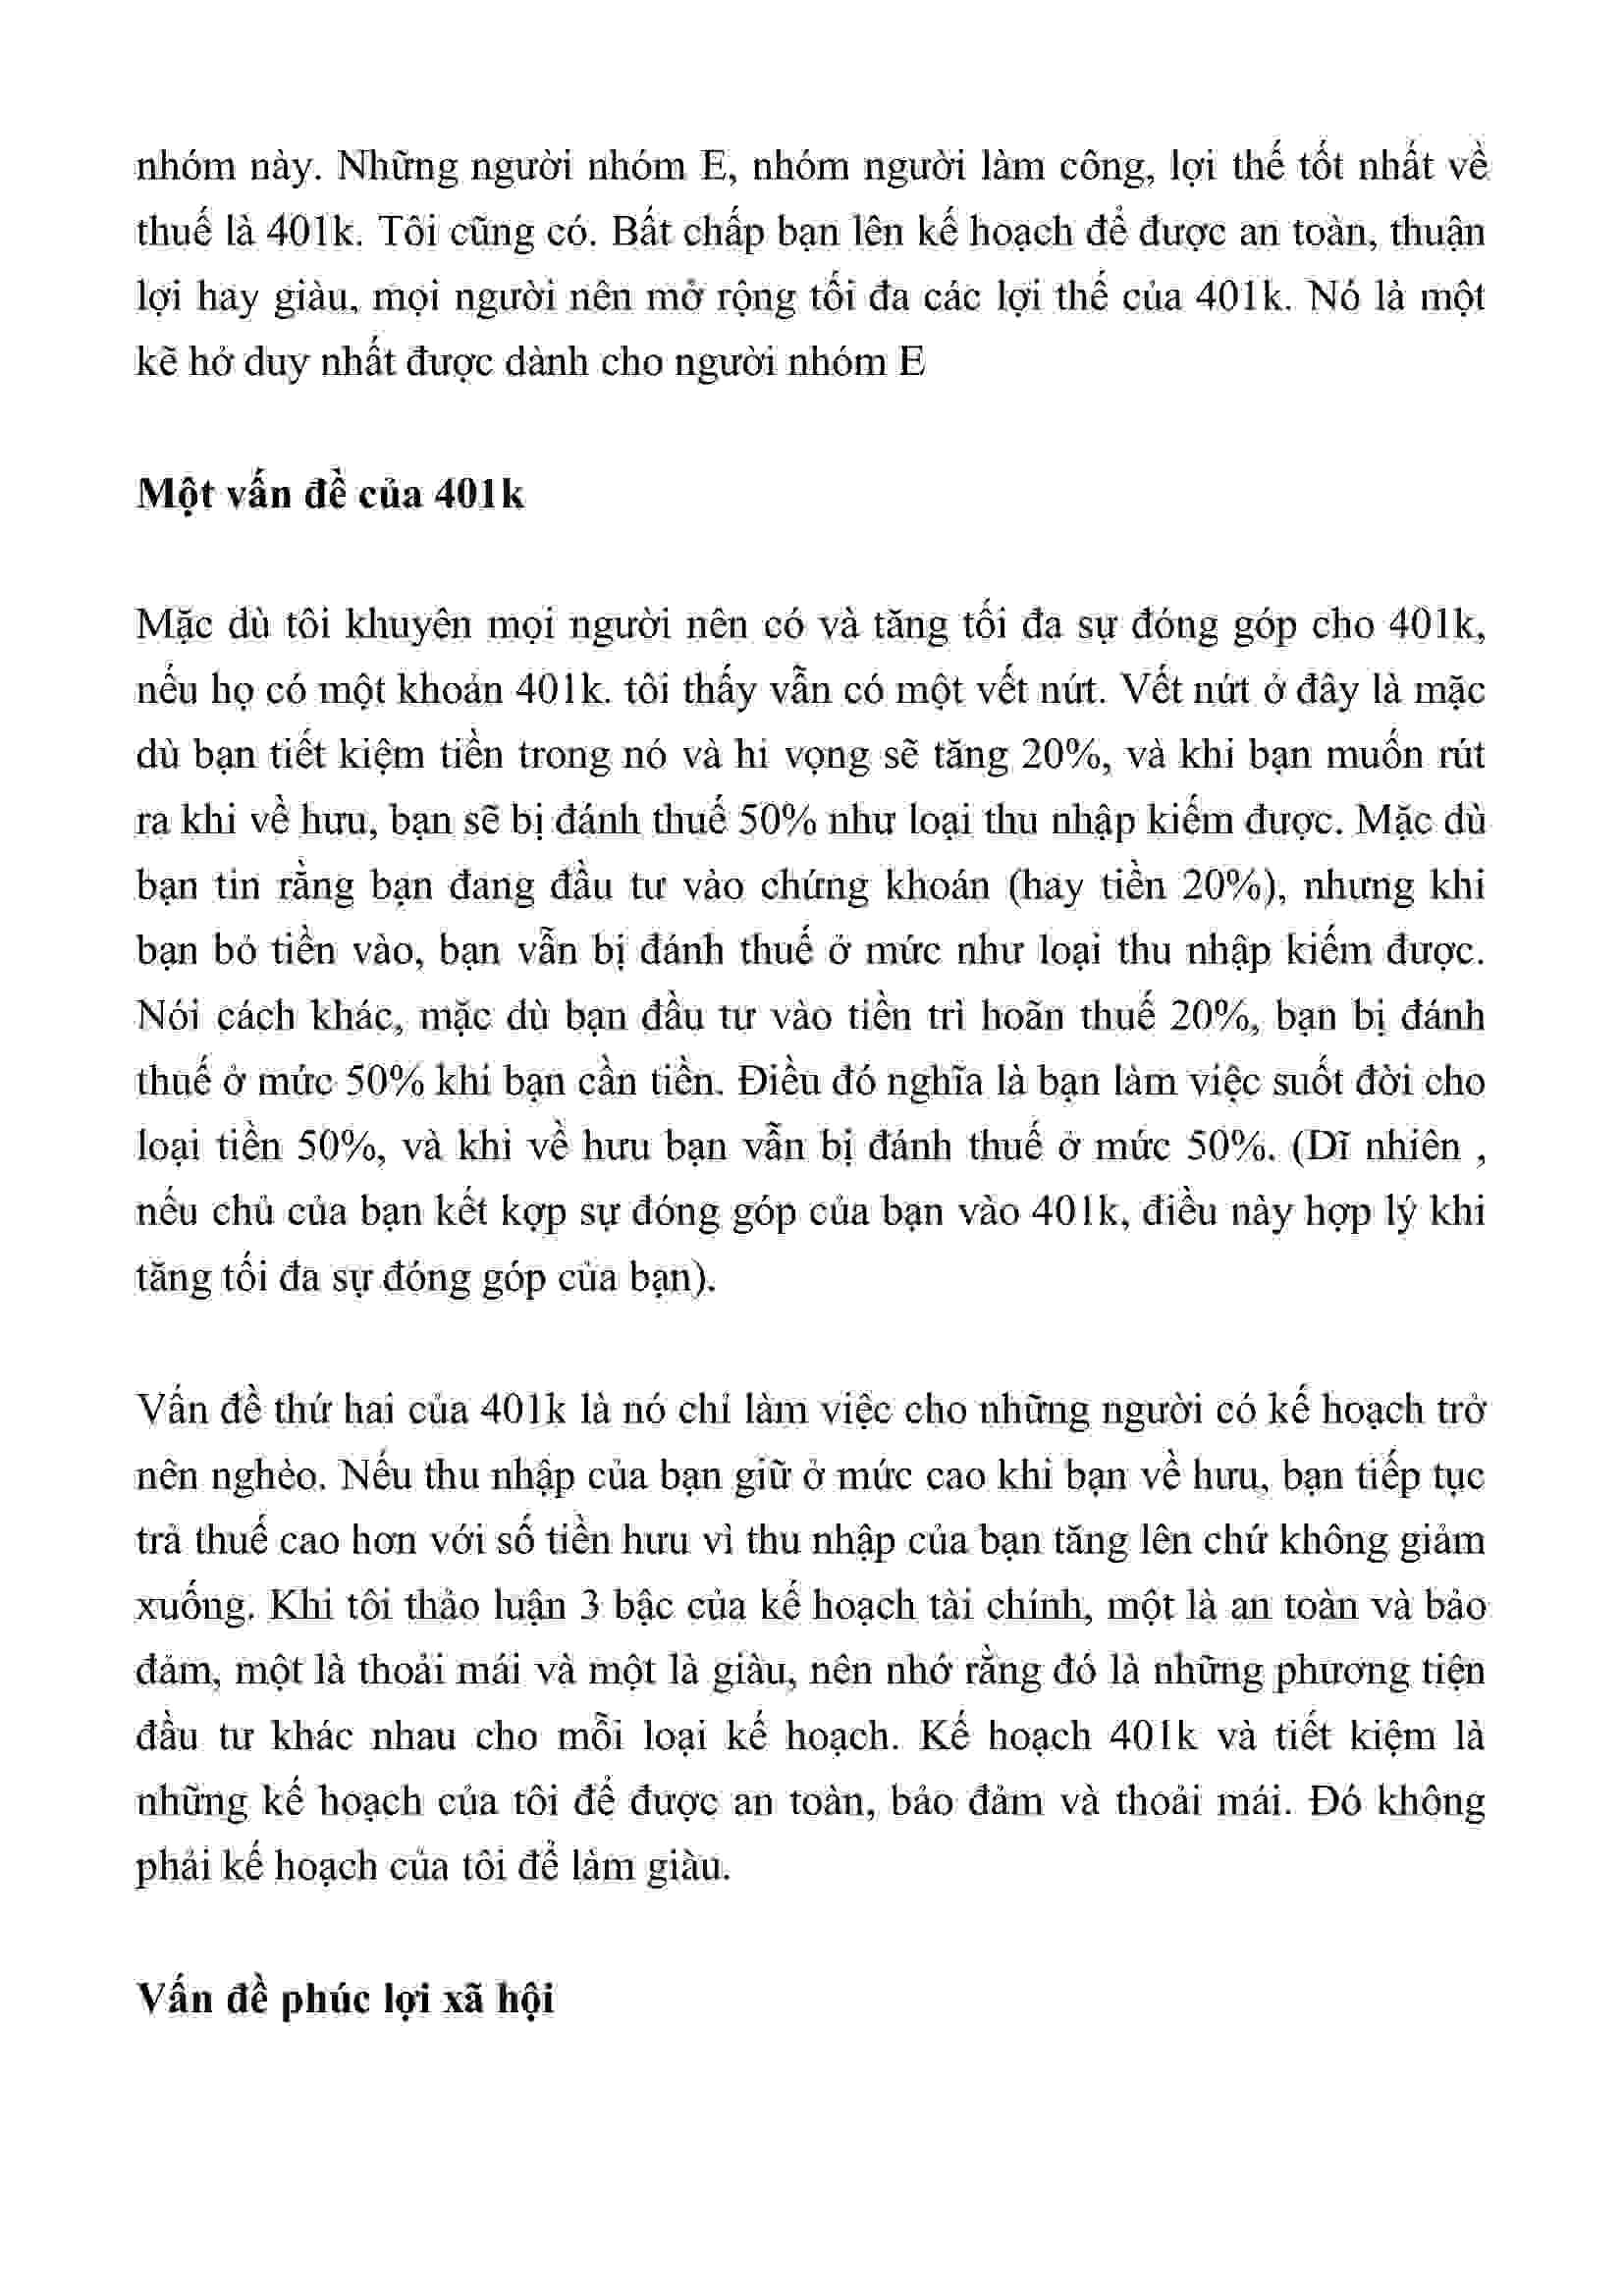 nhóm này. Những người nhóm E, nhóm người làm công, lợi thế tốt nhất về
thuế là 401k. Tôi cũng có. Bất chấp bạn lên kế hoạch để được an toàn, thuận
lợi hay giàu, mọi người nên mở rộng tối đa các lợi thế của 401k. Nó là một
kẽ hở duy nhất được dành cho người nhóm E
Một vấn đề của 401k
Mặc dù tôi khuyên mọi người nên có và tăng tối đa sự đóng góp cho 401k,
nếu họ có một khoản 401k. tôi thấy vẫn có một vết nứt. Vết nứt ở đây là mặc
dù bạn tiết kiệm tiền trong nó và hi vọng sẽ tăng 20%, và khi bạn muốn rút
ra khi về hưu, bạn sẽ bị đánh thuế 50% như loại thu nhập kiếm được. Mặc dù
bạn tin rằng bạn đang đầu tư vào chứng khoán (hay tiền 20%), nhưng khi
bạn bỏ tiền vào, bạn vẫn bị đánh thuế ở mức như loại thu nhập kiếm được.
Nói cách khác, mặc dù bạn đầu tư vào tiền trì hoãn thuế 20%, bạn bị đánh
thuế ở mức 50% khi bạn cần tiền. Điều đó nghĩa là bạn làm việc suốt đời cho
loại tiền 50%, và khi về hưu bạn vẫn bị đánh thuế ở mức 50%. (Dĩ nhiên ,
nếu chủ của bạn kết kợp sự đóng góp của bạn vào 401k, điều này hợp lý khi
tăng tối đa sự đóng góp của bạn).
Vấn đề thứ hai của 401k là nó chỉ làm việc cho những người có kế hoạch trở
nên nghèo. Nếu thu nhập của bạn giữ ở mức cao khi bạn về hưu, bạn tiếp tục
trả thuế cao hơn với số tiền hưu vì thu nhập của bạn tăng lên chứ không giảm
xuống. Khi tôi thảo luận 3 bậc của kế hoạch tài chính, một là an toàn và bảo
đảm, một là thoải mái và một là giàu, nên nhớ rằng đó là những phương tiện
đầu tư khác nhau cho mỗi loại kế hoạch. Kế hoạch 401k và tiết kiệm là
những kế hoạch của tôi để được an toàn, bảo đảm và thoải mái. Đó không
phải kế hoạch của tôi để làm giàu.
Vấn đề phúc lợi xã hội